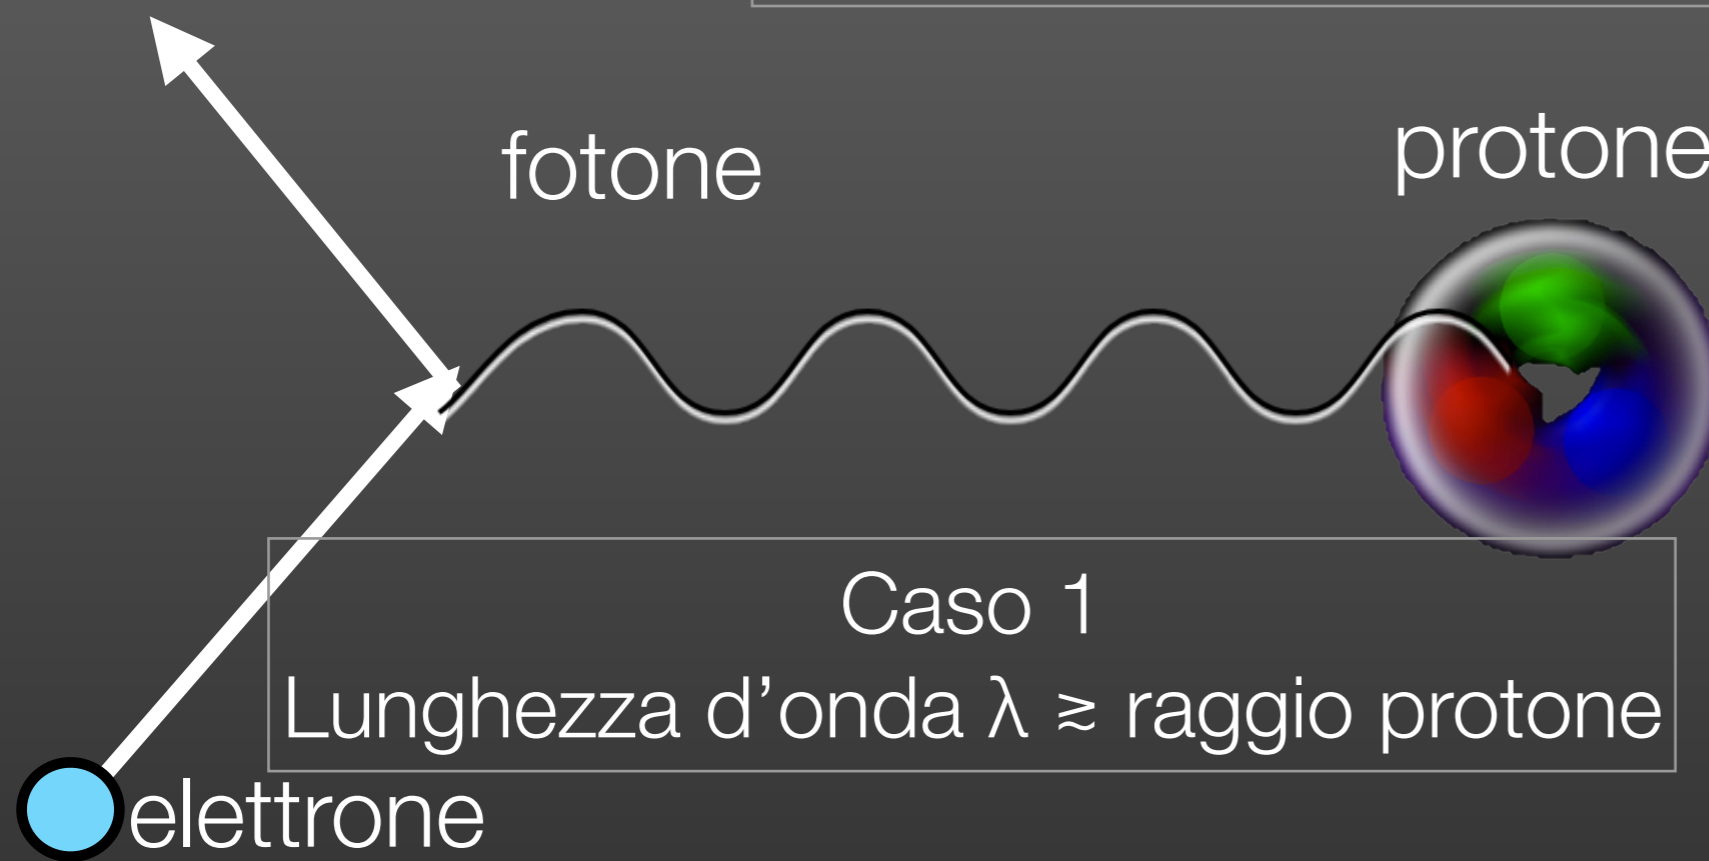 fotone
protone
Caso 1
Lunghezza d’onda λ ≳ raggio protone
elettrone